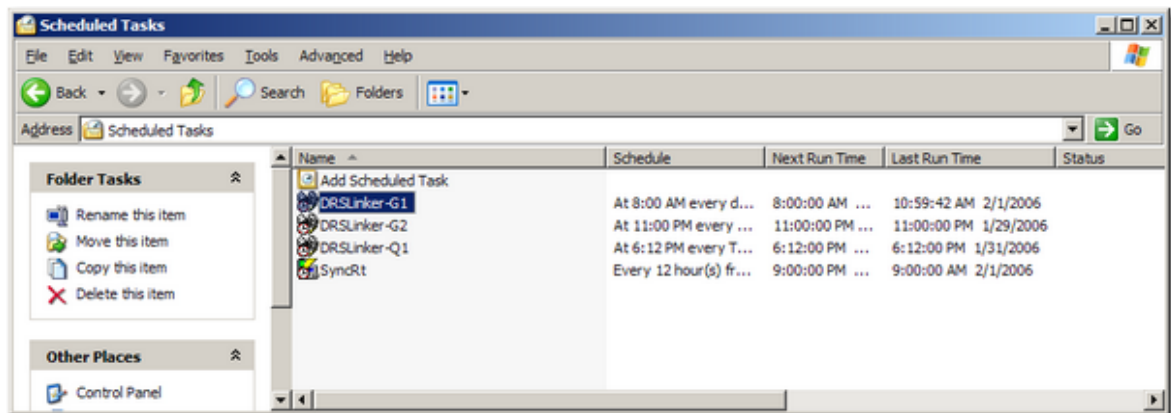 Scheduled Tasks
File Edit View Favorites Tools Advanced Help
Back Search Folders
Address Scheduled Tasks Go
Name Schedule Next Run Time Last Run Time Status
Folder Tasks
Rename this item
Move this item
Copy this item
Delete this item
Other Places
Control Panel
Add Scheduled Task
DRSLinker-G1 At 8:00 AM every d... 8:00:00 AM ... 10:59:42 AM 2/1/2006
DRSLinker-G2 At 11:00 PM every ... 11:00:00 PM ... 11:00:00 PM 1/29/2006
DRSLinker-Q1 At 6:12 PM every T... 6:12:00 PM ... 6:12:00 PM 1/31/2006
SyncRt Every 12 hour(s) fr... 9:00:00 PM ... 9:00:00 AM 2/1/2006